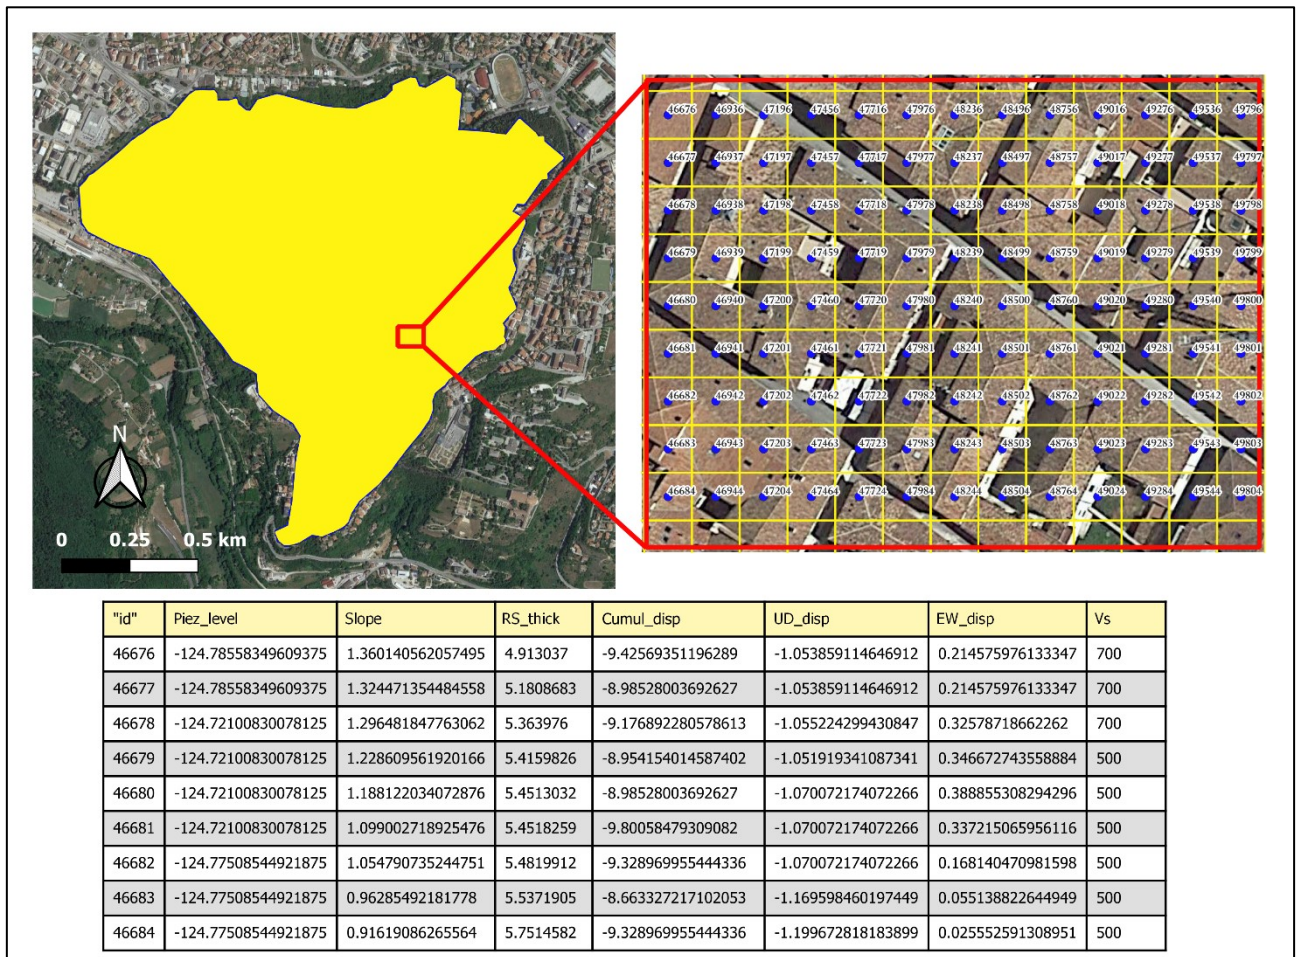 46676 46936 47196 47456 47716 47976 48236 48496 48756 49016 49276 49536 49796
46677 46937 47197 47457 47717 47977 48237 48497 48757 49017 49277 49537 49797
46678 46938 47198 47458 47718 47978 48238 48498 48758 49018 49278 49538 49798
46679 46939 47199 47459 47719 47979 48239 48499 48759 49019 49279 49539 49799
46680 46940 47200 47460 47720 47980 48240 48500 48760 49020 49280 49540 49800
46681 46941 47201 47461 47721 47981 48241 48501 48761 49021 49281 49541 49801
46682 46942 47202 47462 47722 47982 48242 48502 48762 49022 49282 49542 49802
46683 46943 47203 47463 47723 47983 48243 48503 48763 49023 49283 49543 49803
46684 46944 47204 47464 47724 47984 48244 48504 48764 49024 49284 49544 49804
N
0 0.25 0.5 km
"id" Piez_level Slope RS_thick Cumul_disp UD_disp EW_disp Vs
46676 -124.78558349609375 1.360140562057495 4.913037 -9.42569351196289 -1.053859114646912 0.214575976133347 700
46677 -124.78558349609375 1.324471354484558 5.1808683 -8.98528003692627 -1.053859114646912 0.214575976133347 700
46678 -124.72100830078125 1.296481847763062 5.363976 -9.176892280578613 -1.055224299430847 0.32578718662262 700
46679 -124.72100830078125 1.228609561920166 5.4159826 -8.954154014587402 -1.051919341087341 0.346672743558884 500
46680 -124.72100830078125 1.188122034072876 5.4513032 -8.98528003692627 -1.070072174072266 0.388855308294296 500
46681 -124.72100830078125 1.099002718925476 5.4518259 -9.80058479309082 -1.070072174072266 0.337215065956116 500
46682 -124.77508544921875 1.054790735244751 5.4819912 -9.328969955444336 -1.070072174072266 0.168140470981598 500
46683 -124.77508544921875 0.96285492181778 5.5371905 -8.663327217102053 -1.169598460197449 0.055138822644949 500
46684 -124.77508544921875 0.91619086265564 5.7514582 -9.328969955444336 -1.199672818183899 0.025552591308951 500